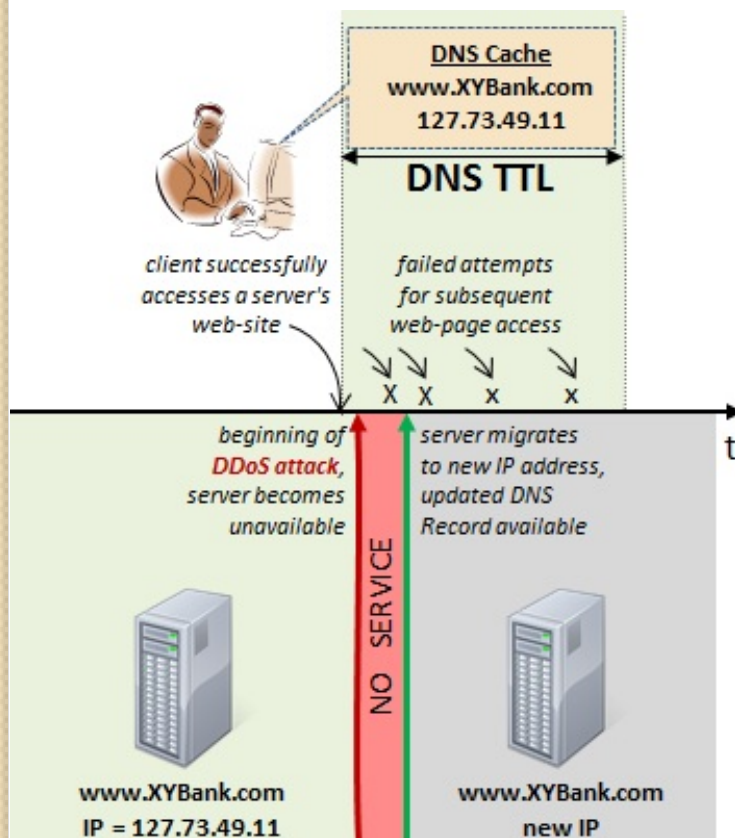 DNS Cache
www.XYBank.com
127.73.49.11
DNS TTL
client successfully
accesses a server's
web-site
failed attempts
for subsequent
web-page access
X X x x
t
beginning of
DDoS attack,
server becomes
unavailable
server migrates
to new IP address,
updated DNS
Record available
NO SERVICE
www.XYBank.com
IP = 127.73.49.11
www.XYBank.com
new IP